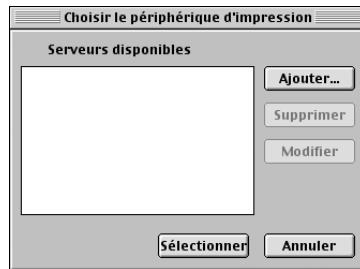 Choisir le périphérique d'impression
Serveurs disponibles
Ajouter...
Supprimer
Modifier
Sélectionner
Annuler